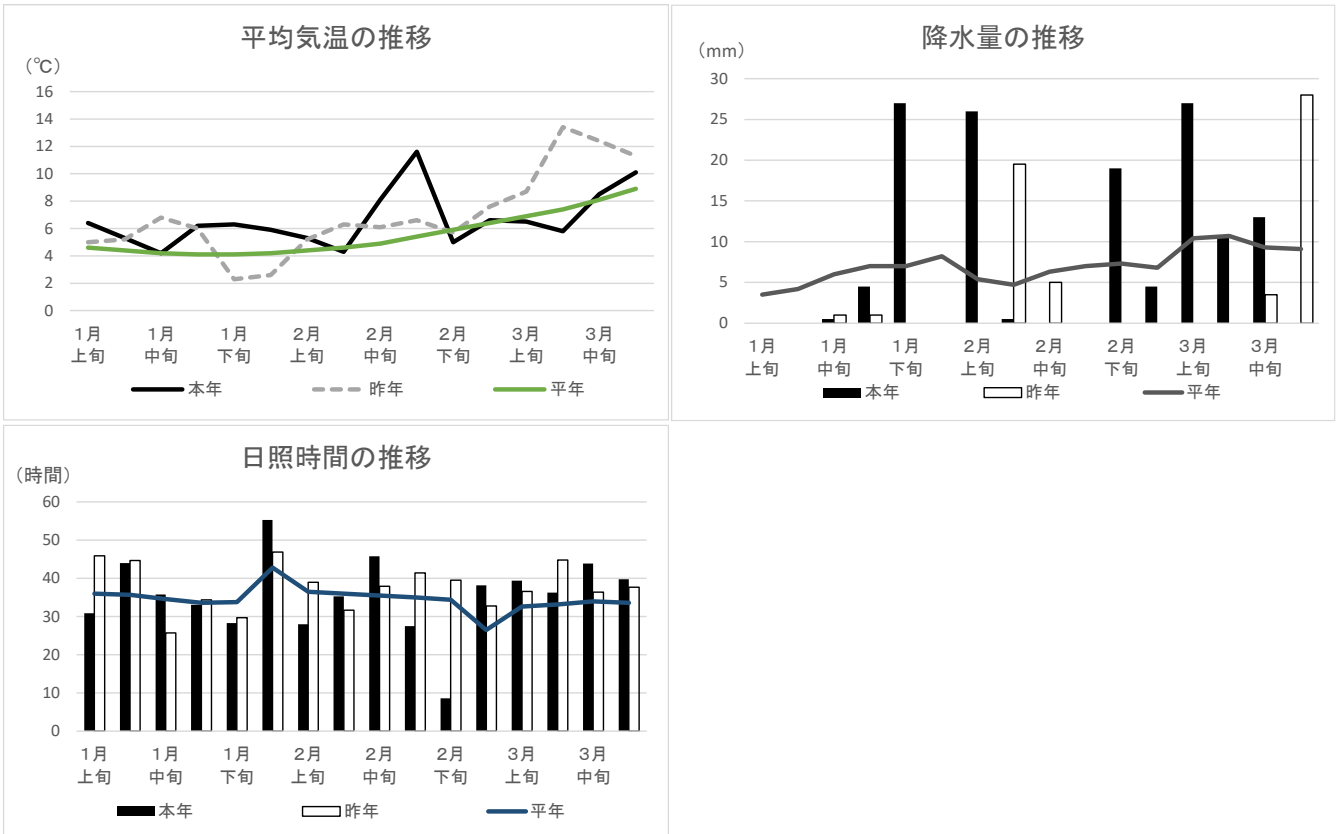 平均気温の推移
（℃）
16
14
12
10
8
6
4
2
0
１月 １月 １月 ２月 ２月 ２月 ３月 ３月
上旬 中旬 下旬 上旬 中旬 下旬 上旬 中旬
本年 昨年 平年
降水量の推移
（mm）
30
25
20
15
10
5
0
１月 １月 １月 ２月 ２月 ２月 ３月 ３月
上旬 中旬 下旬 上旬 中旬 下旬 上旬 中旬
本年 昨年 平年
日照時間の推移
（時間）
60
50
40
30
20
10
0
１月 １月 １月 ２月 ２月 ２月 ３月 ３月
上旬 中旬 下旬 上旬 中旬 下旬 上旬 中旬
本年 昨年 平年